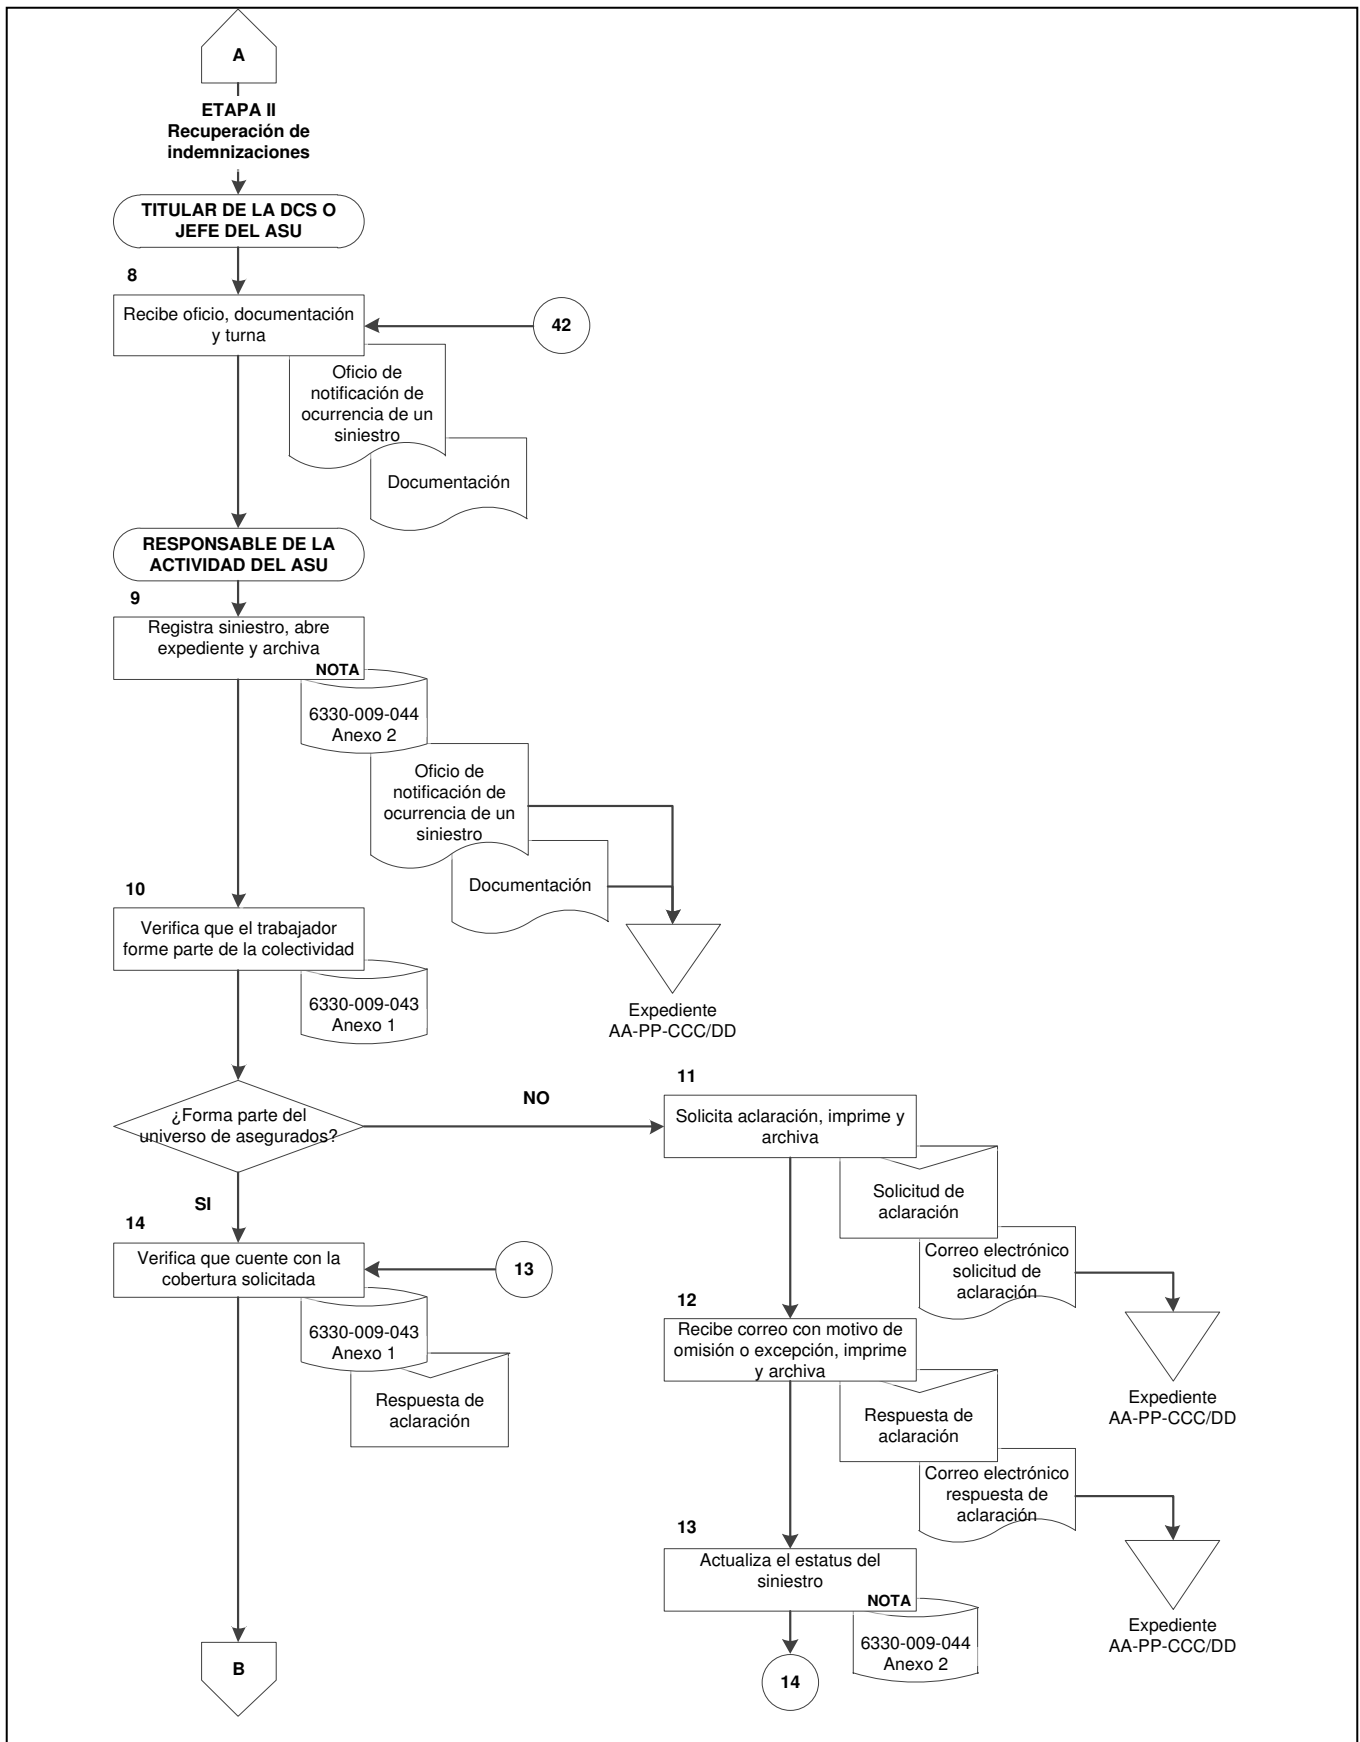 A
ETAPA II
Recuperación de
indemnizaciones
TITULAR DE LA DCS O
JEFE DEL ASU
8
Recibe oficio, documentación
y turna
42
Oficio de
notificación de
ocurrencia de un
siniestro
Documentación
RESPONSABLE DE LA
ACTIVIDAD DEL ASU
9
Registra siniestro, abre
expediente y archiva
NOTA
6330-009-044
Anexo 2
Oficio de
notificación de
ocurrencia de un
siniestro
Documentación
Expediente
AA-PP-CCC/DD
10
Verifica que el trabajador
forme parte de la colectividad
6330-009-043
Anexo 1
¿Forma parte del
universo de asegurados?
NO
SI
11
Solicita aclaración, imprime y
archiva
Solicitud de
aclaración
Correo electrónico
solicitud de
aclaración
Expediente
AA-PP-CCC/DD
14
Verifica que cuente con la
cobertura solicitada
13
6330-009-043
Anexo 1
Respuesta de
aclaración
12
Recibe correo con motivo de
omisión o excepción, imprime
y archiva
Respuesta de
aclaración
Correo electrónico
respuesta de
aclaración
Expediente
AA-PP-CCC/DD
13
Actualiza el estatus del
siniestro
NOTA
6330-009-044
Anexo 2
14
B